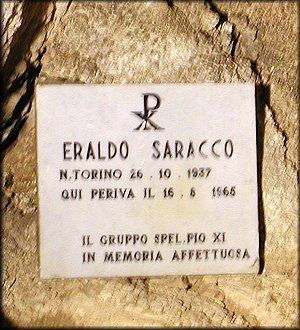 ERALDO SARACCO
N.TORINO 26.10.1937
QUI PERIVA IL 16.8 1965
IL GRUPPO SPEL.PIO XI
IN MEMORIA AFFETTUOSA